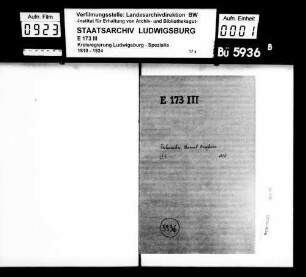 Aufn. Film
0923
Verfilmungsstelle: Landesarchivdirektion BW
-Institut für Erhaltung von Archiv- und Bibliotheksgut-
STAATSARCHIV LUDWIGSBURG
E 173 III
Kreisregierung Ludwigsburg - Spezialia
1818 - 1924
Aufn. Einheit
0001
Bü 5936 B
E 173 III
5936